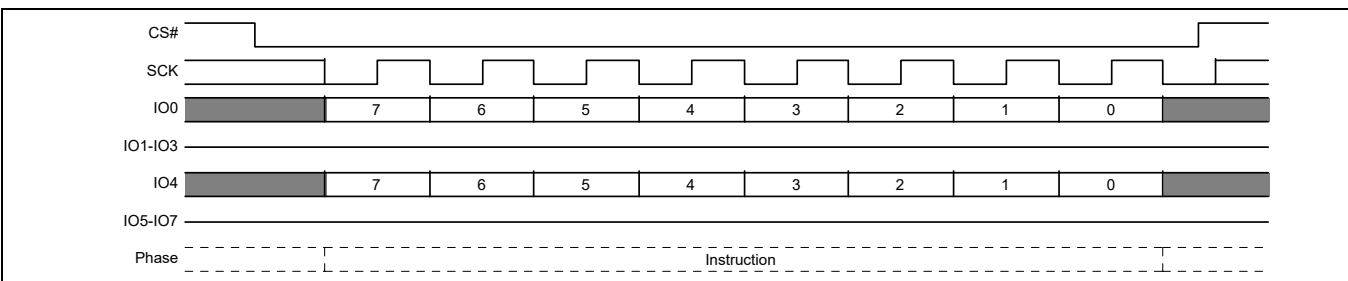 CS#
SCK
IO0 7 6 5 4 3 2 1 0
IO1-IO3
IO4 7 6 5 4 3 2 1 0
IO5-IO7
Phase Instruction